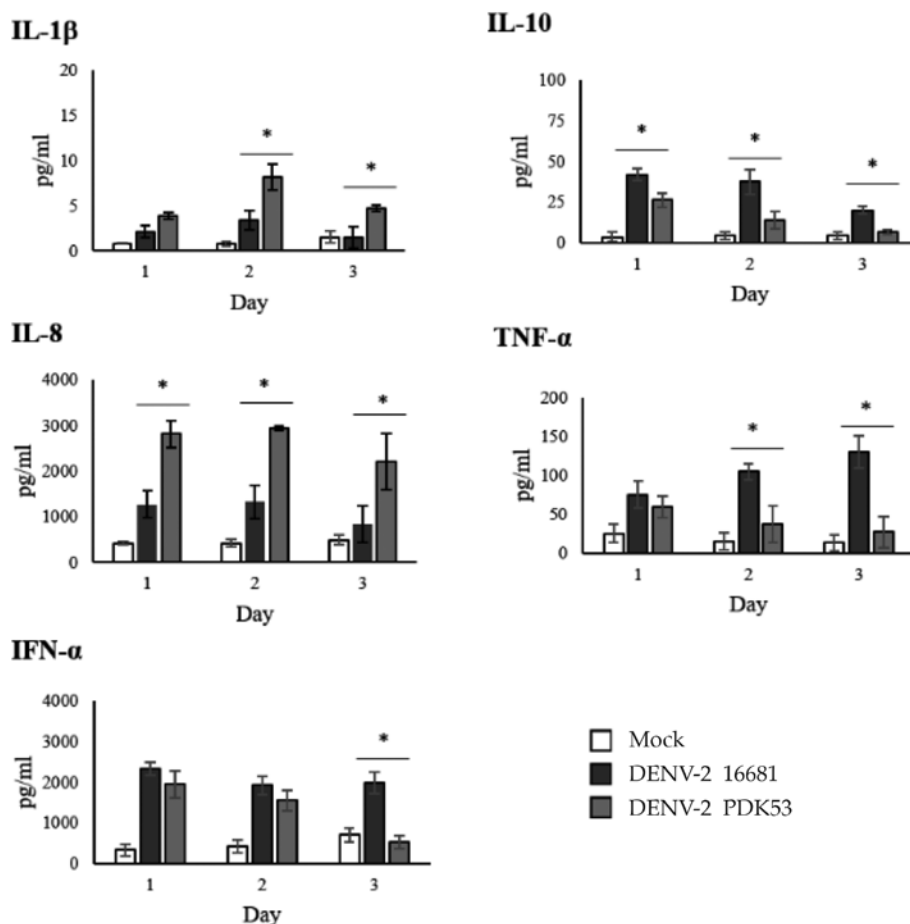 IL-1β
20
15
10
5
0
pg/ml
*
*
1 2 3
Day
IL-10
100
75
50
25
0
pg/ml
*
*
*
1 2 3
Day
IL-8
4000
3000
2000
1000
0
pg/ml
*
*
*
1 2 3
Day
TNF-α
200
150
100
50
0
pg/ml
*
*
1 2 3
Day
IFN-α
4000
3000
2000
1000
0
pg/ml
*
1 2 3
Day
Mock
DENV-2 16681
DENV-2 PDK53